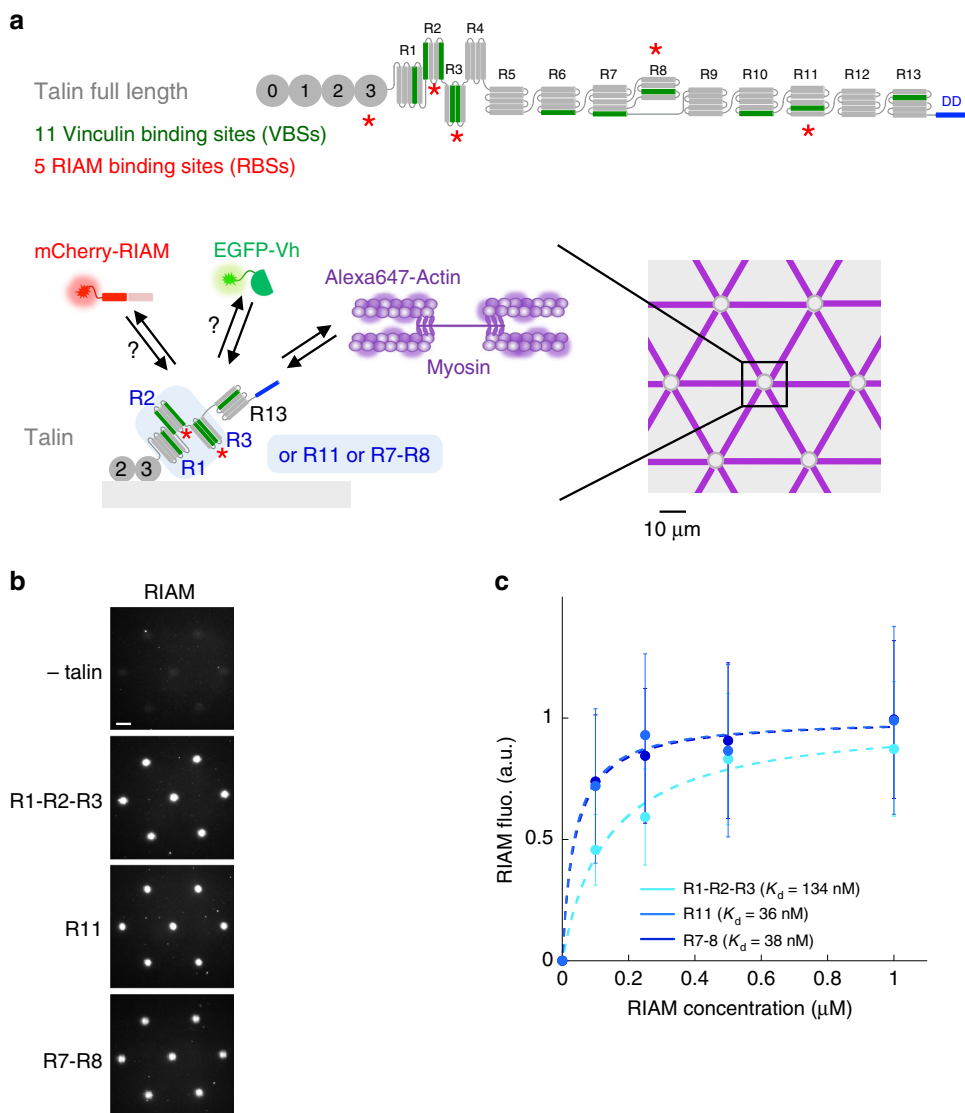 a
R1
R2
R3
R4
R5
R6
R7
R8
R9
R10
R11
R12
R13
DD
Talin full length
0
1
2
3
11 Vinculin binding sites (VBSs)
5 RIAM binding sites (RBSs)
mCherry-RIAM
EGFP-Vh
Alexa647-Actin
Myosin
?
?
R2
R13
R3
Talin
2
3
R1
or R11 or R7-R8
10 μm
b
RIAM
– talin
R1-R2-R3
R11
R7-R8
c
RIAM fluo. (a.u.)
1
0.5
0
R1-R2-R3 (Kd = 134 nM)
R11 (Kd = 36 nM)
R7-8 (Kd = 38 nM)
0
0.2
0.4
0.6
0.8
1
RIAM concentration (μM)